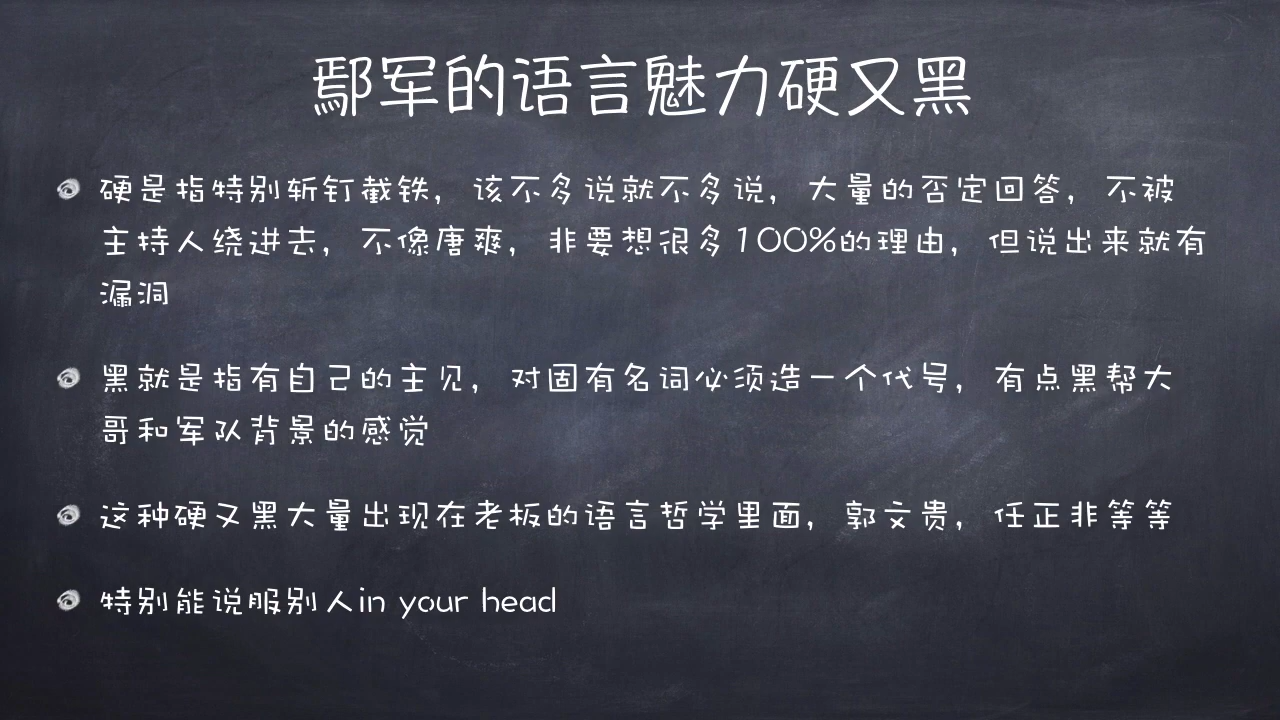 鄢军的语言魅力硬又黑
硬是指特别斩钉截铁，该不多说就不多说，大量的否定回答，不被
主持人绕进去，不像唐爽，非要想很多100%的理由，但说出来就有
漏洞
黑就是指有自己的主见，对固有名词必须造一个代号，有点黑帮大
哥和军队背景的感觉
这种硬又黑大量出现在老板的语言哲学里面，郭文贵，任正非等等
特别能说服别人in your head